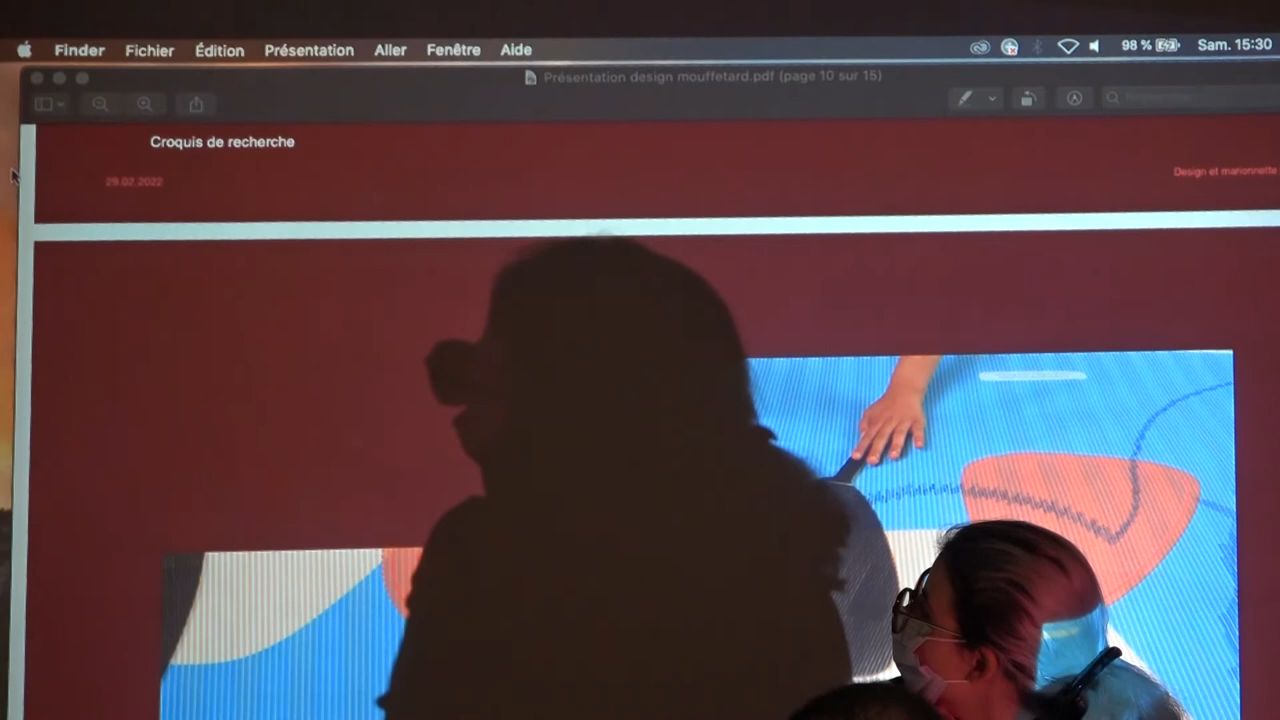 Finder Fichier Édition Présentation Aller Fenêtre Aide 98 % Sam. 15:30
Présentation design mouffetard.pdf (page 10 sur 15)
Croquis de recherche
29.02.2022
Design et marionnette